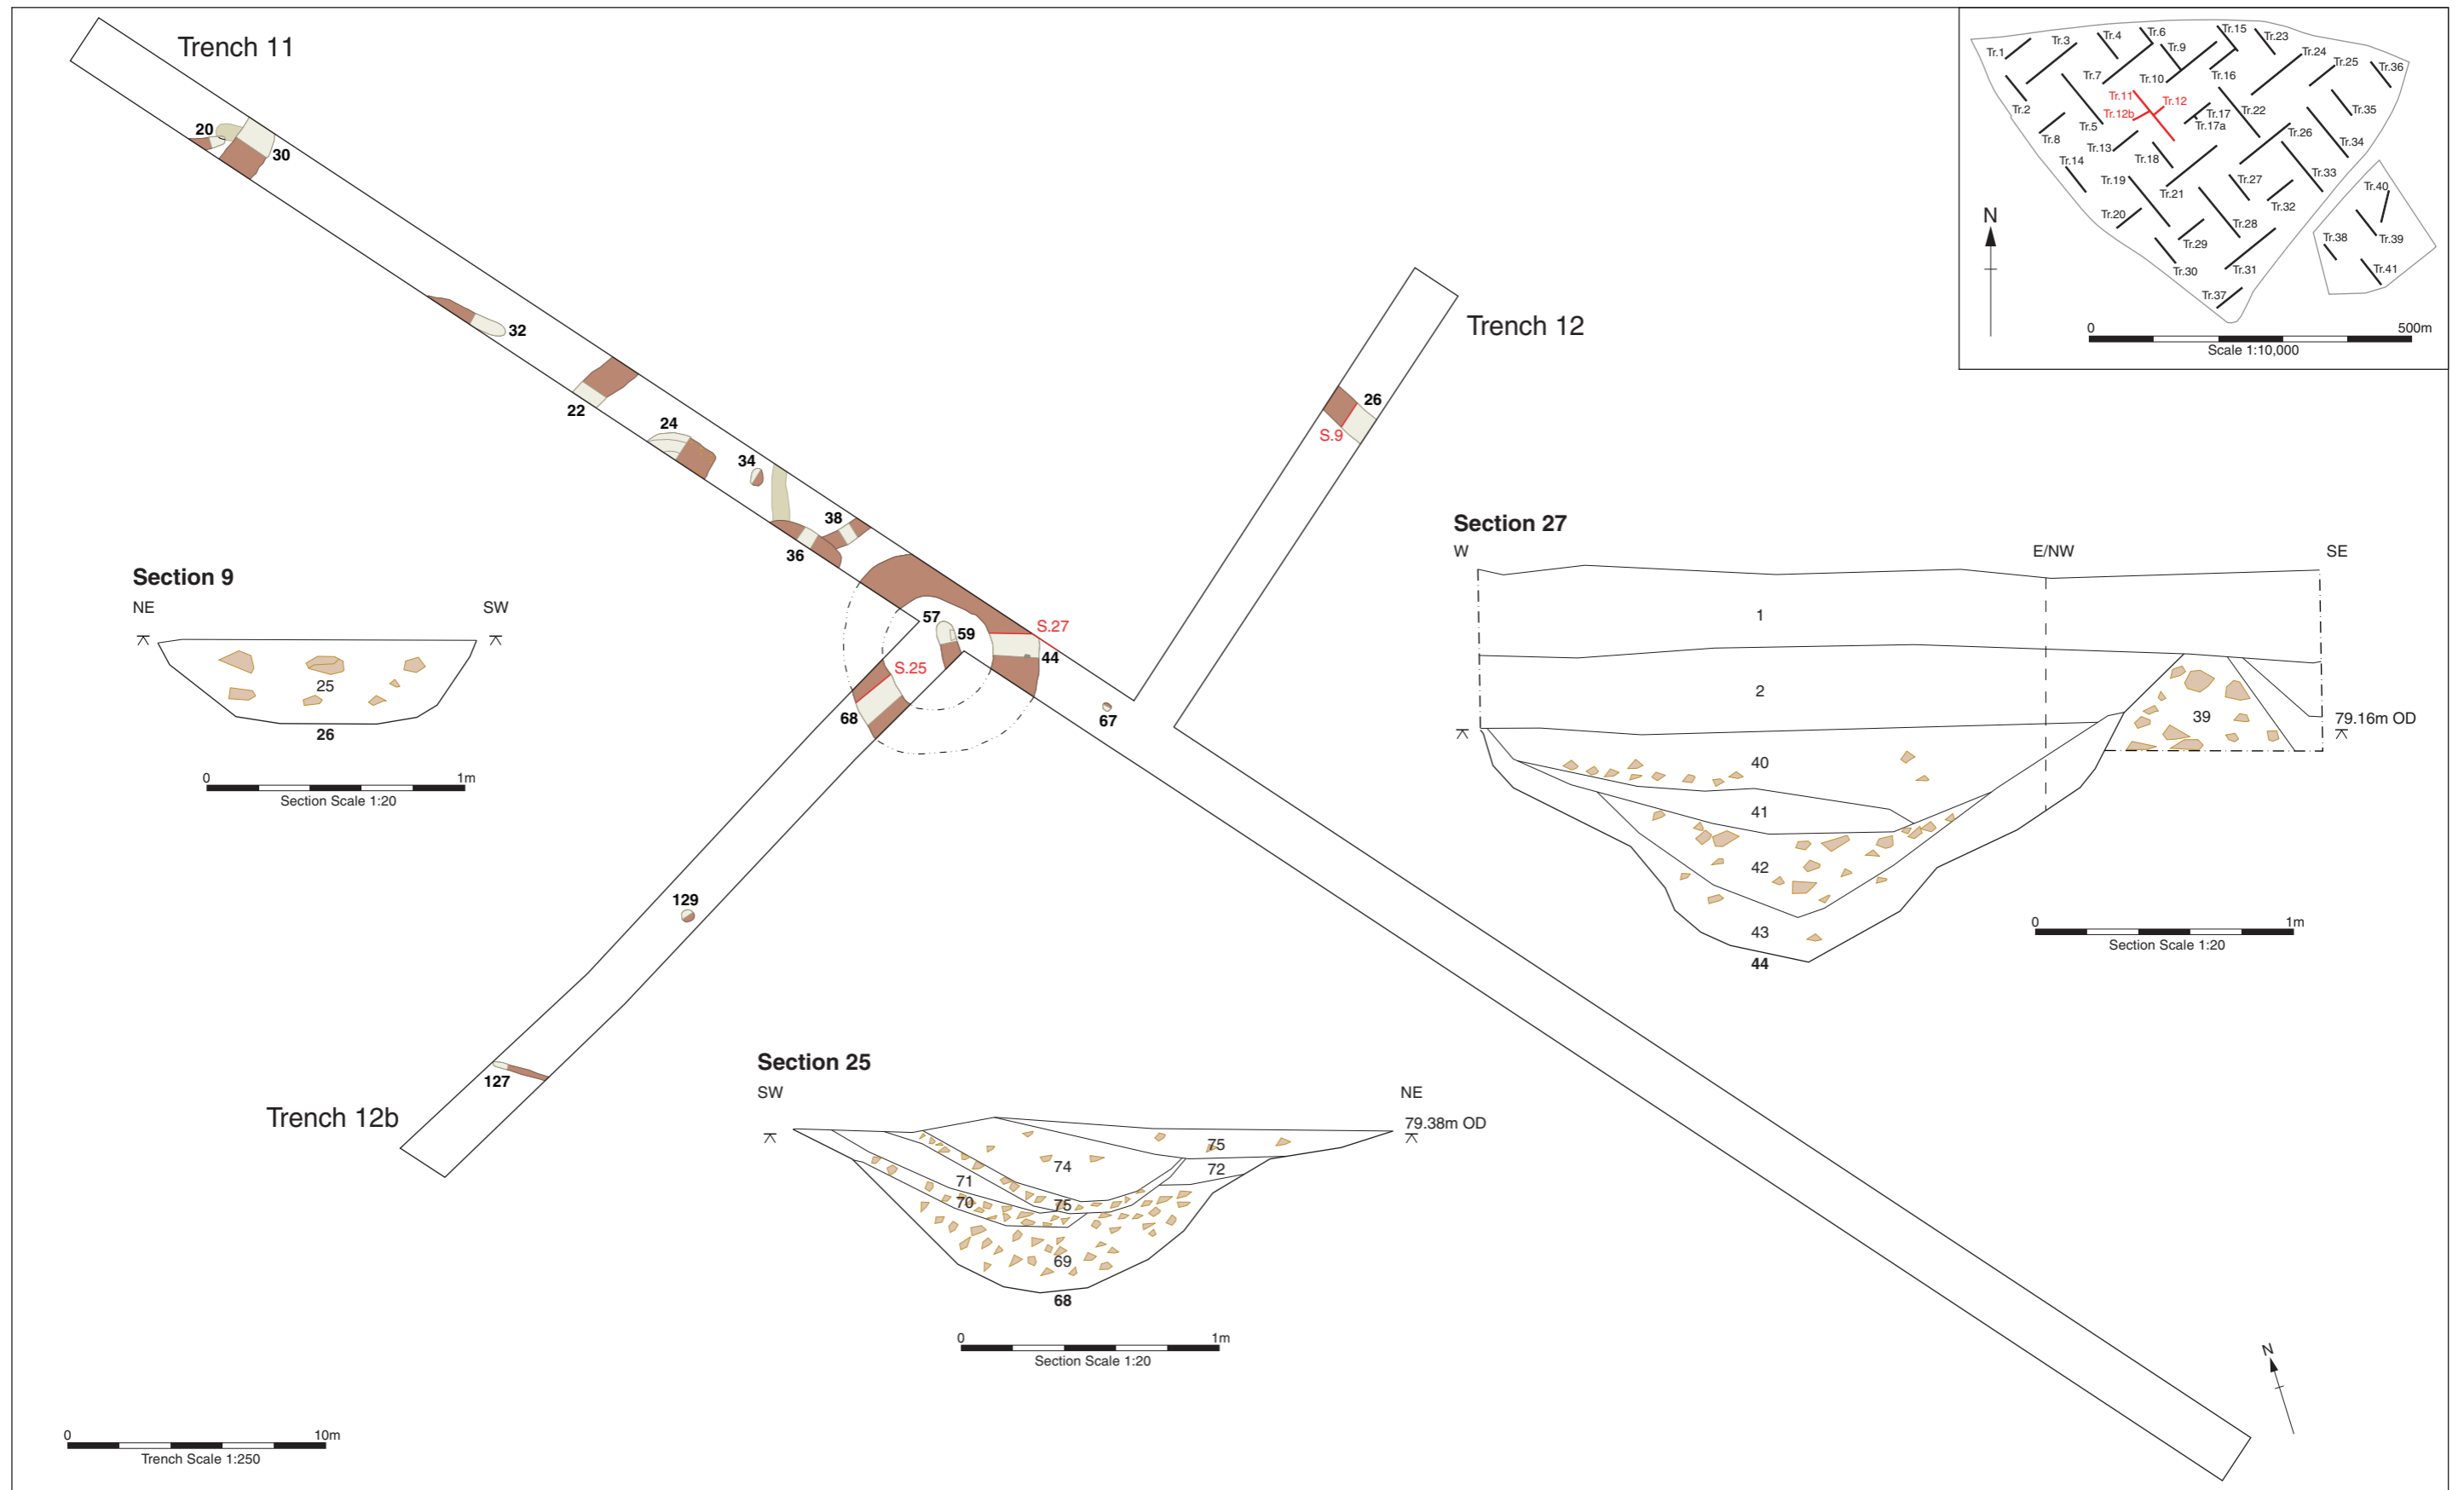 Trench 11
20
30
32
22
24
34
38
36
57
59
S.27
44
S.25
68
67
129
127
Trench 12b
Trench 12
26
S.9
Section 9
NE
SW
25
26
0
1m
Section Scale 1:20
Section 27
W
E/NW
SE
1
2
39
79.16m OD
40
41
42
43
44
0
1m
Section Scale 1:20
Section 25
SW
NE
79.38m OD
75
74
72
71
70
75
69
68
0
1m
Section Scale 1:20
0
10m
Trench Scale 1:250
N
Tr.1
Tr.3
Tr.4
Tr.6
Tr.9
Tr.15
Tr.23
Tr.24
Tr.25
Tr.36
Tr.7
Tr.10
Tr.16
Tr.2
Tr.11
Tr.12
Tr.12b
Tr.17
Tr.17a
Tr.22
Tr.35
Tr.5
Tr.8
Tr.26
Tr.34
Tr.13
Tr.18
Tr.14
Tr.19
Tr.21
Tr.27
Tr.33
Tr.40
Tr.20
Tr.32
Tr.28
Tr.29
Tr.38
Tr.39
Tr.30
Tr.31
Tr.41
Tr.37
N
0
500m
Scale 1:10,000